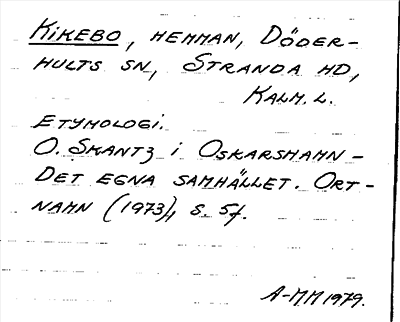 KIKEBO, HEMMAN, DÖDER-
HULTS SN, STRANDA HD,
KALM. L.
ETYMOLOGI.
O. SKANTZ i OSKARSHAMN -
DET EGNA SAMHÄLLET. ORT-
NAMN (1973), S. 5f.
A-MM 1979.